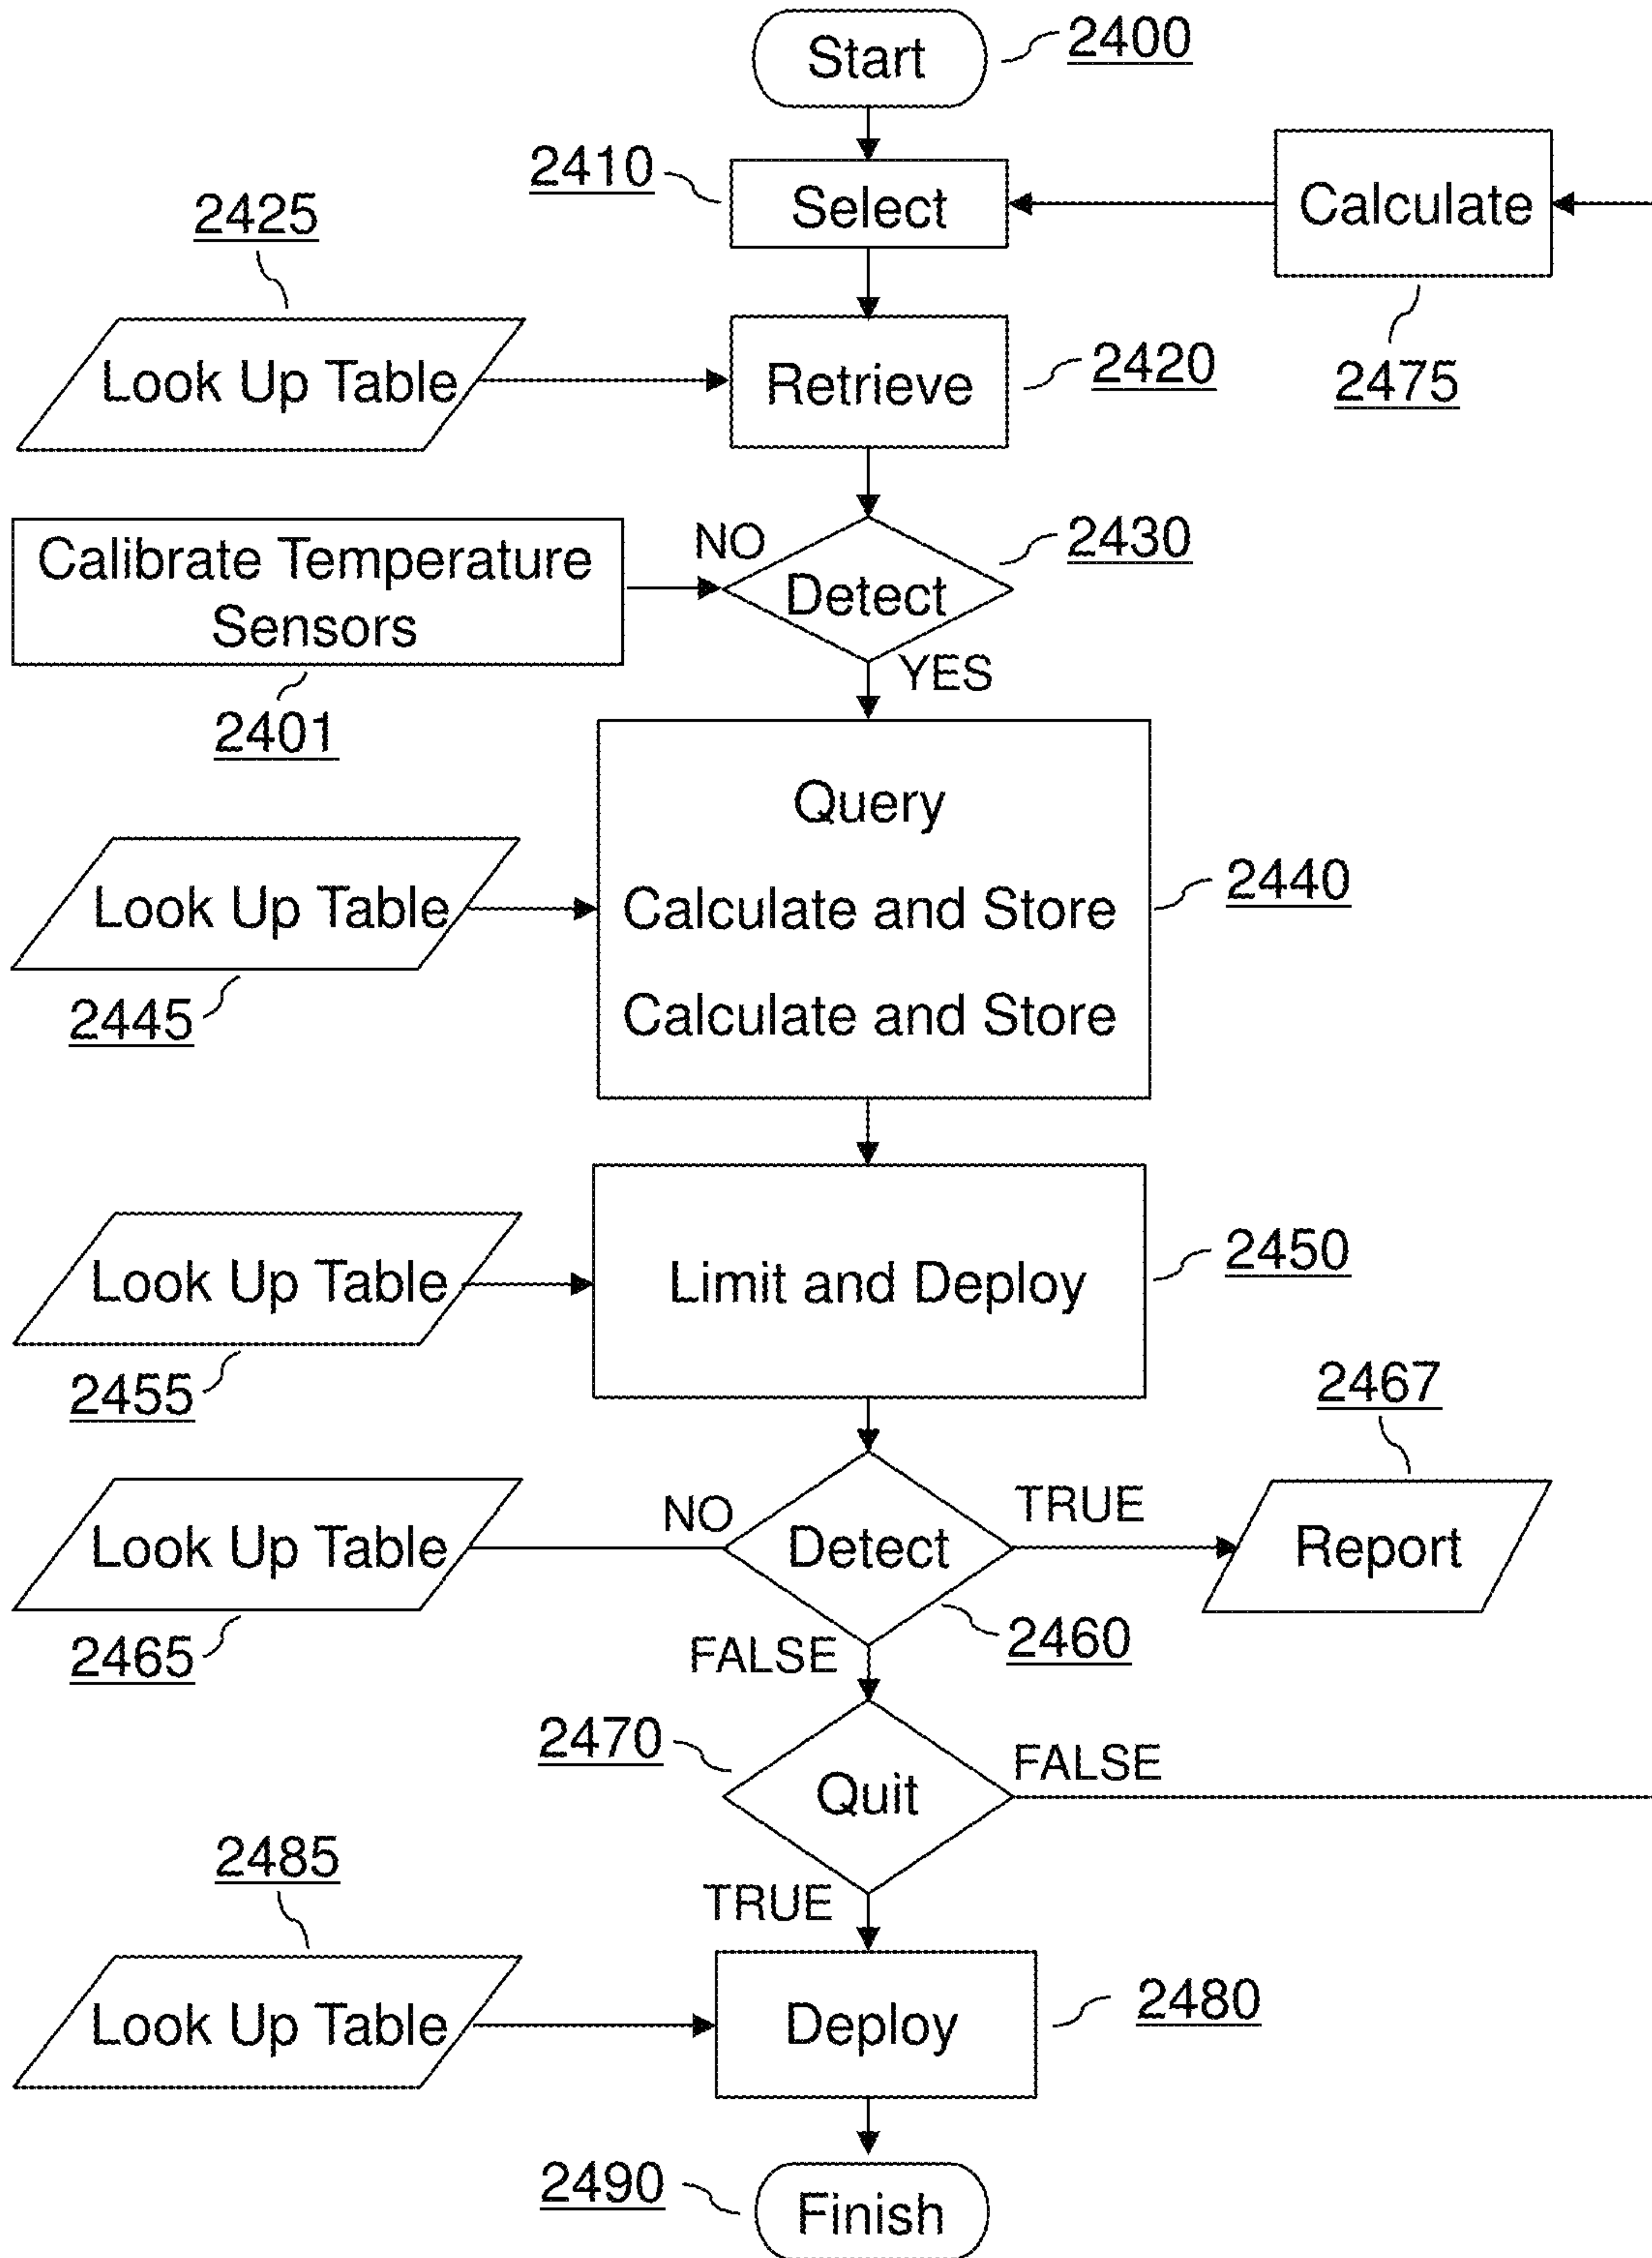 Start
2400
2410
Select
Calculate
2425
Look Up Table
Retrieve
2420
2475
Calibrate Temperature
Sensors
NO
Detect
2430
YES
2401
Query
Look Up Table
Calculate and Store
2440
Calculate and Store
2445
Look Up Table
Limit and Deploy
2450
2455
2467
Look Up Table
NO
Detect
TRUE
Report
2465
FALSE
2460
2470
Quit
FALSE
2485
TRUE
Look Up Table
Deploy
2480
2490
Finish